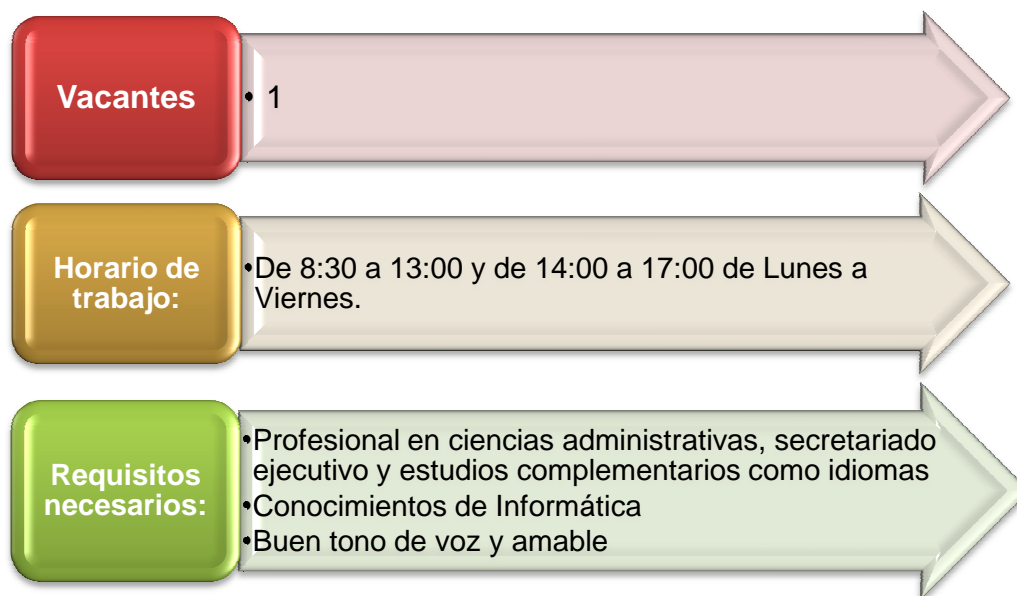 Vacantes
• 1
Horario de
trabajo:
•De 8:30 a 13:00 y de 14:00 a 17:00 de Lunes a
Viernes.
Requisitos
necesarios:
•Profesional en ciencias administrativas, secretariado
ejecutivo y estudios complementarios como idiomas
•Conocimientos de Informática
•Buen tono de voz y amable